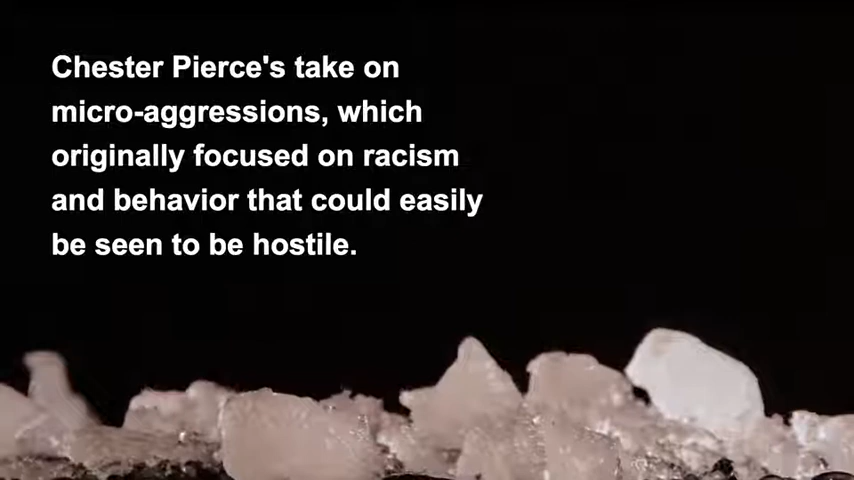 Chester Pierce's take on
micro-aggressions, which
originally focused on racism
and behavior that could easily
be seen to be hostile.